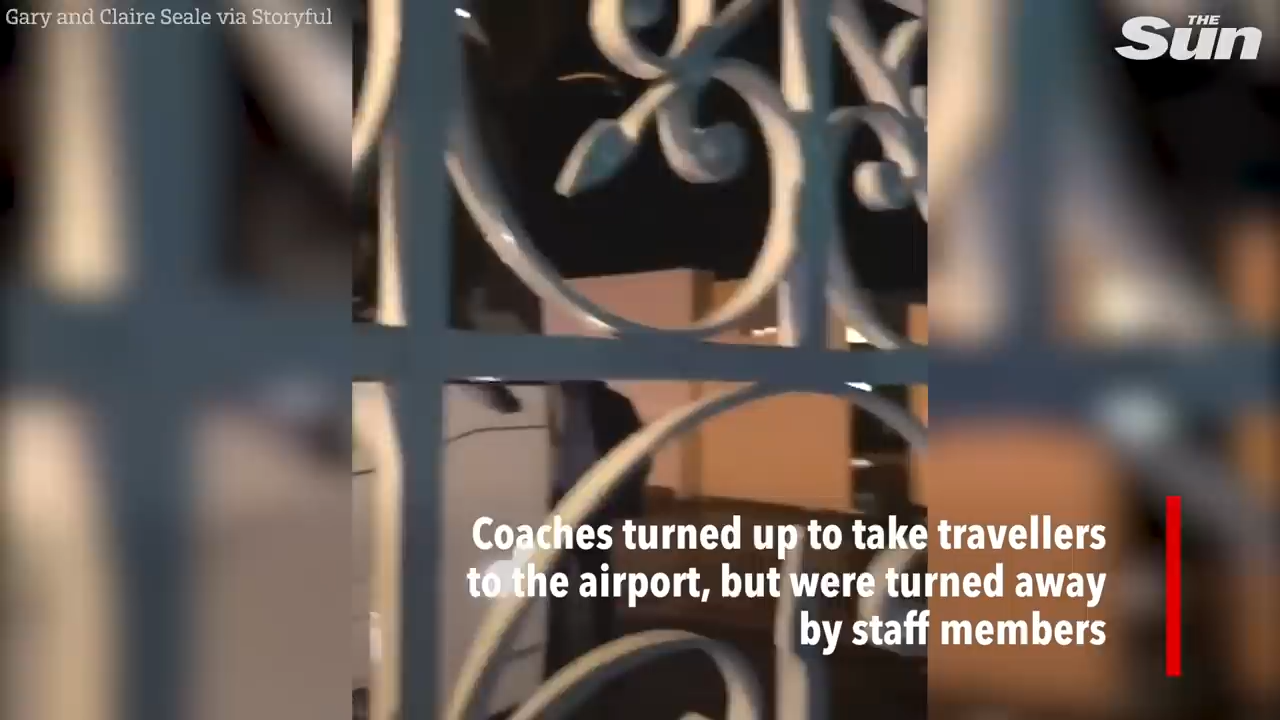 Gary and Claire Seale via Storyful
THE
Sun
Coaches turned up to take travellers
to the airport, but were turned away
by staff members